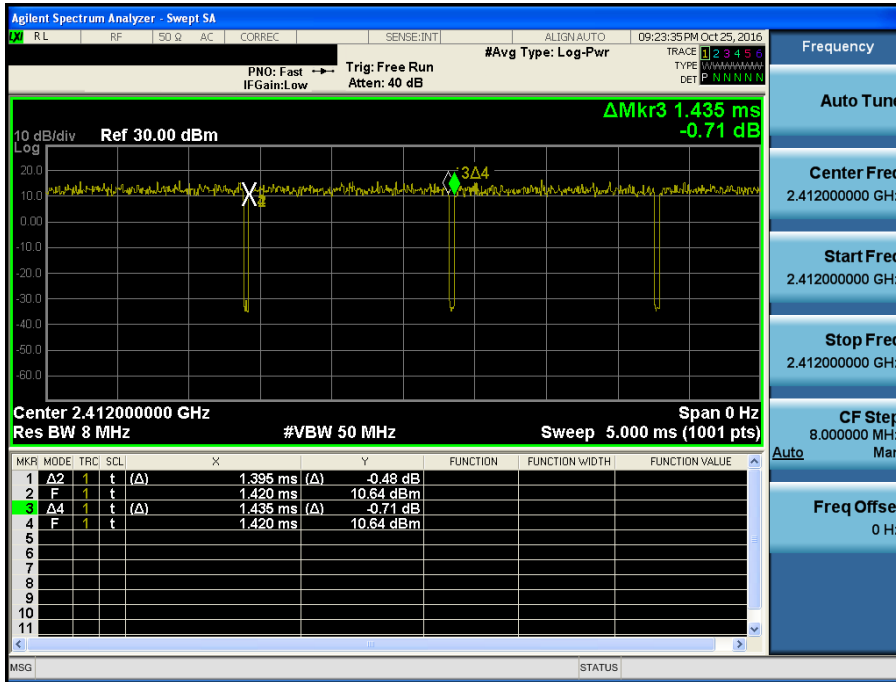 Agilent Spectrum Analyzer - Swept SA
LXI RL RF 50 Ω AC CORREC SENSE:INT ALIGN AUTO 09:23:35 PM Oct 25, 2016
#Avg Type: Log-Pwr TRACE 1 2 3 4 5 6
PNO: Fast Trig: Free Run TYPE WWWWWW
IFGain:Low Atten: 40 dB DET P N N N N N
ΔMkr3 1.435 ms
-0.71 dB
10 dB/div Ref 30.00 dBm
Log
20.0
10.0
0.00
-10.0
-20.0
-30.0
-40.0
-50.0
-60.0
3Δ4
Center 2.412000000 GHz Span 0 Hz
Res BW 8 MHz #VBW 50 MHz Sweep 5.000 ms (1001 pts)
MKR MODE TRC SCL X Y FUNCTION FUNCTION WIDTH FUNCTION VALUE
1 Δ2 1 t (Δ) 1.395 ms (Δ) -0.48 dB
2 F 1 t 1.420 ms 10.64 dBm
3 Δ4 1 t (Δ) 1.435 ms (Δ) -0.71 dB
4 F 1 t 1.420 ms 10.64 dBm
5
6
7
8
9
10
11
MSG STATUS
Frequency
Auto Tune
Center Freq
2.412000000 GHz
Start Freq
2.412000000 GHz
Stop Freq
2.412000000 GHz
CF Step
8.000000 MHz
Auto Man
Freq Offset
0 Hz